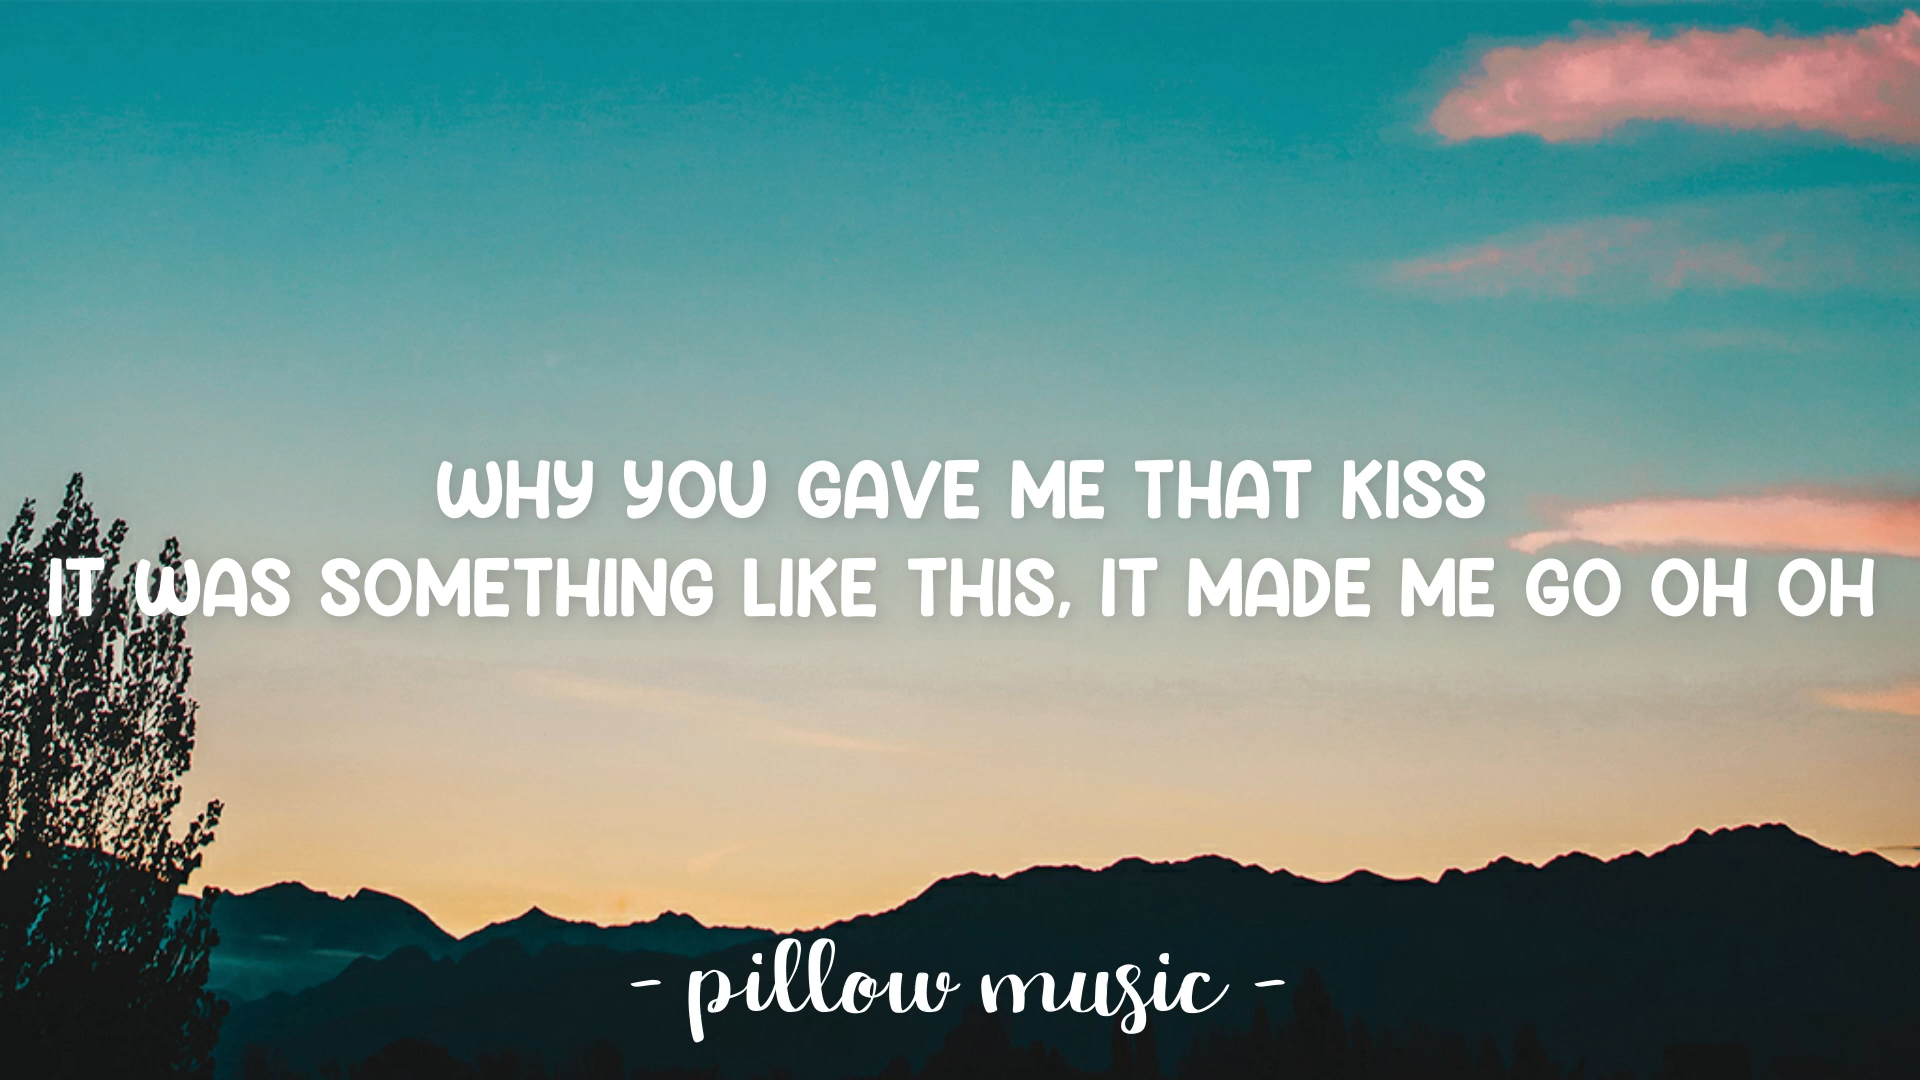 WHY YOU GAVE ME THAT KISS
IT WAS SOMETHING LIKE THIS, IT MADE ME GO OH OH
- pillow music -